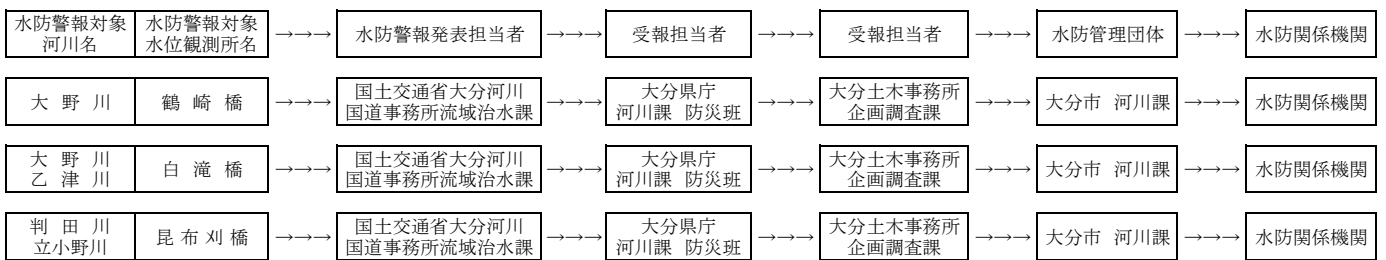 水防警報対象 水防警報対象
河川名 水位観測所名 →→→ 水防警報発表担当者 →→→ 受報担当者 →→→ 受報担当者 →→→ 水防管理団体 →→→ 水防関係機関
大 野 川 鶴 崎 橋 →→→ 国土交通省大分河川 →→→ 大分県庁 →→→ 大分土木事務所 →→→ 大分市 河川課 →→→ 水防関係機関
国道事務所流域治水課 河川課 防災班 企画調査課
大 野 川 白 滝 橋 →→→ 国土交通省大分河川 →→→ 大分県庁 →→→ 大分土木事務所 →→→ 大分市 河川課 →→→ 水防関係機関
乙 津 川 国道事務所流域治水課 河川課 防災班 企画調査課
判 田 川 昆 布 刈 橋 →→→ 国土交通省大分河川 →→→ 大分県庁 →→→ 大分土木事務所 →→→ 大分市 河川課 →→→ 水防関係機関
立小野川 国道事務所流域治水課 河川課 防災班 企画調査課